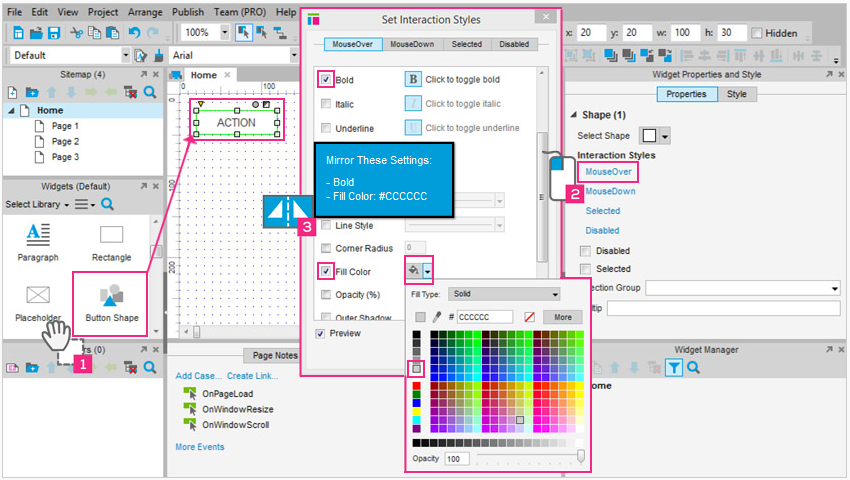 File Edit View Project Arrange Publish Team (PRO) Help
Set Interaction Styles
100%
x: 20 y: 20 w: 100 h: 30 Hidden
Default
Arial
MouseOver MouseDown Selected Disabled
Sitemap (4)
Home
Widget Properties and Style
Home
Page 1
Page 2
Page 3
0 100
0
100
200
ACTION
Bold
B Click to toggle bold
Italic
I Click to toggle italic
Underline
U Click to toggle underline
Mirror These Settings:
- Bold
- Fill Color: #CCCCCC
3
Line Style
Corner Radius 0
Fill Color
Opacity (%)
Outer Shadow
Preview
Properties Style
Shape (1)
Select Shape
Interaction Styles
MouseOver
2
MouseDown
Selected
Disabled
Disabled
Selected
ection Group
ltip
Widgets (Default)
Select Library
Paragraph
Rectangle
Placeholder
Button Shape
1
rs (0)
Fill Type: Solid
# CCCCCC More
Opacity 100
Page Notes
Add Case... Create Link...
OnPageLoad
OnWindowResize
OnWindowScroll
More Events
Widget Manager
ome